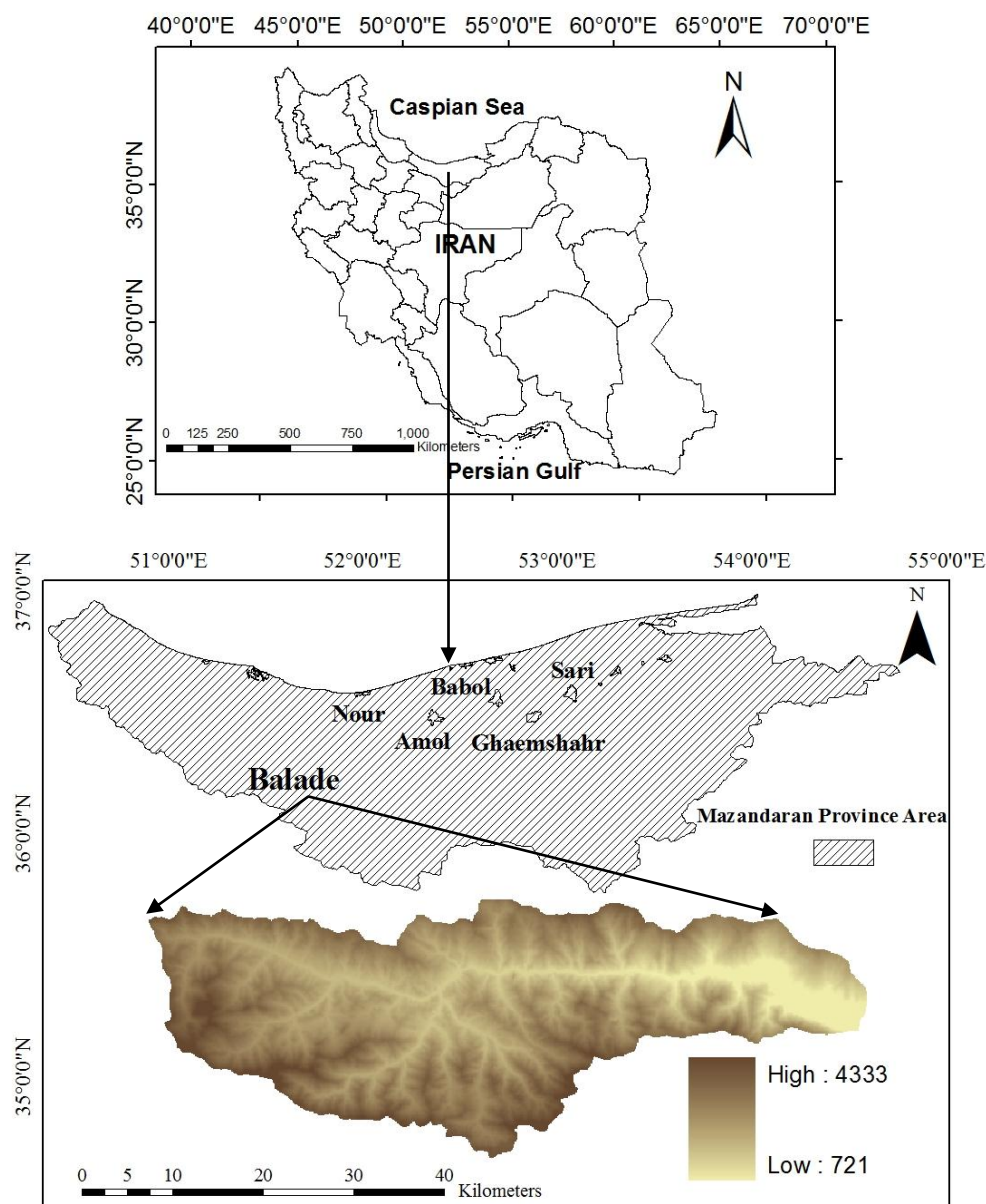 40°0'0"E 45°0'0"E 50°0'0"E 55°0'0"E 60°0'0"E 65°0'0"E 70°0'0"E
N
Caspian Sea
35°0'0"N
IRAN
30°0'0"N
0 125 250 500 750 1,000
Kilometers
25°0'0"N
Persian Gulf
51°0'0"E 52°0'0"E 53°0'0"E 54°0'0"E 55°0'0"E
37°0'0"N
N
Sari
Babol
Nour
Amol Ghaemshahr
Balade
36°0'0"N
Mazandaran Province Area
35°0'0"N
High : 4333
Low : 721
0 5 10 20 30 40
Kilometers